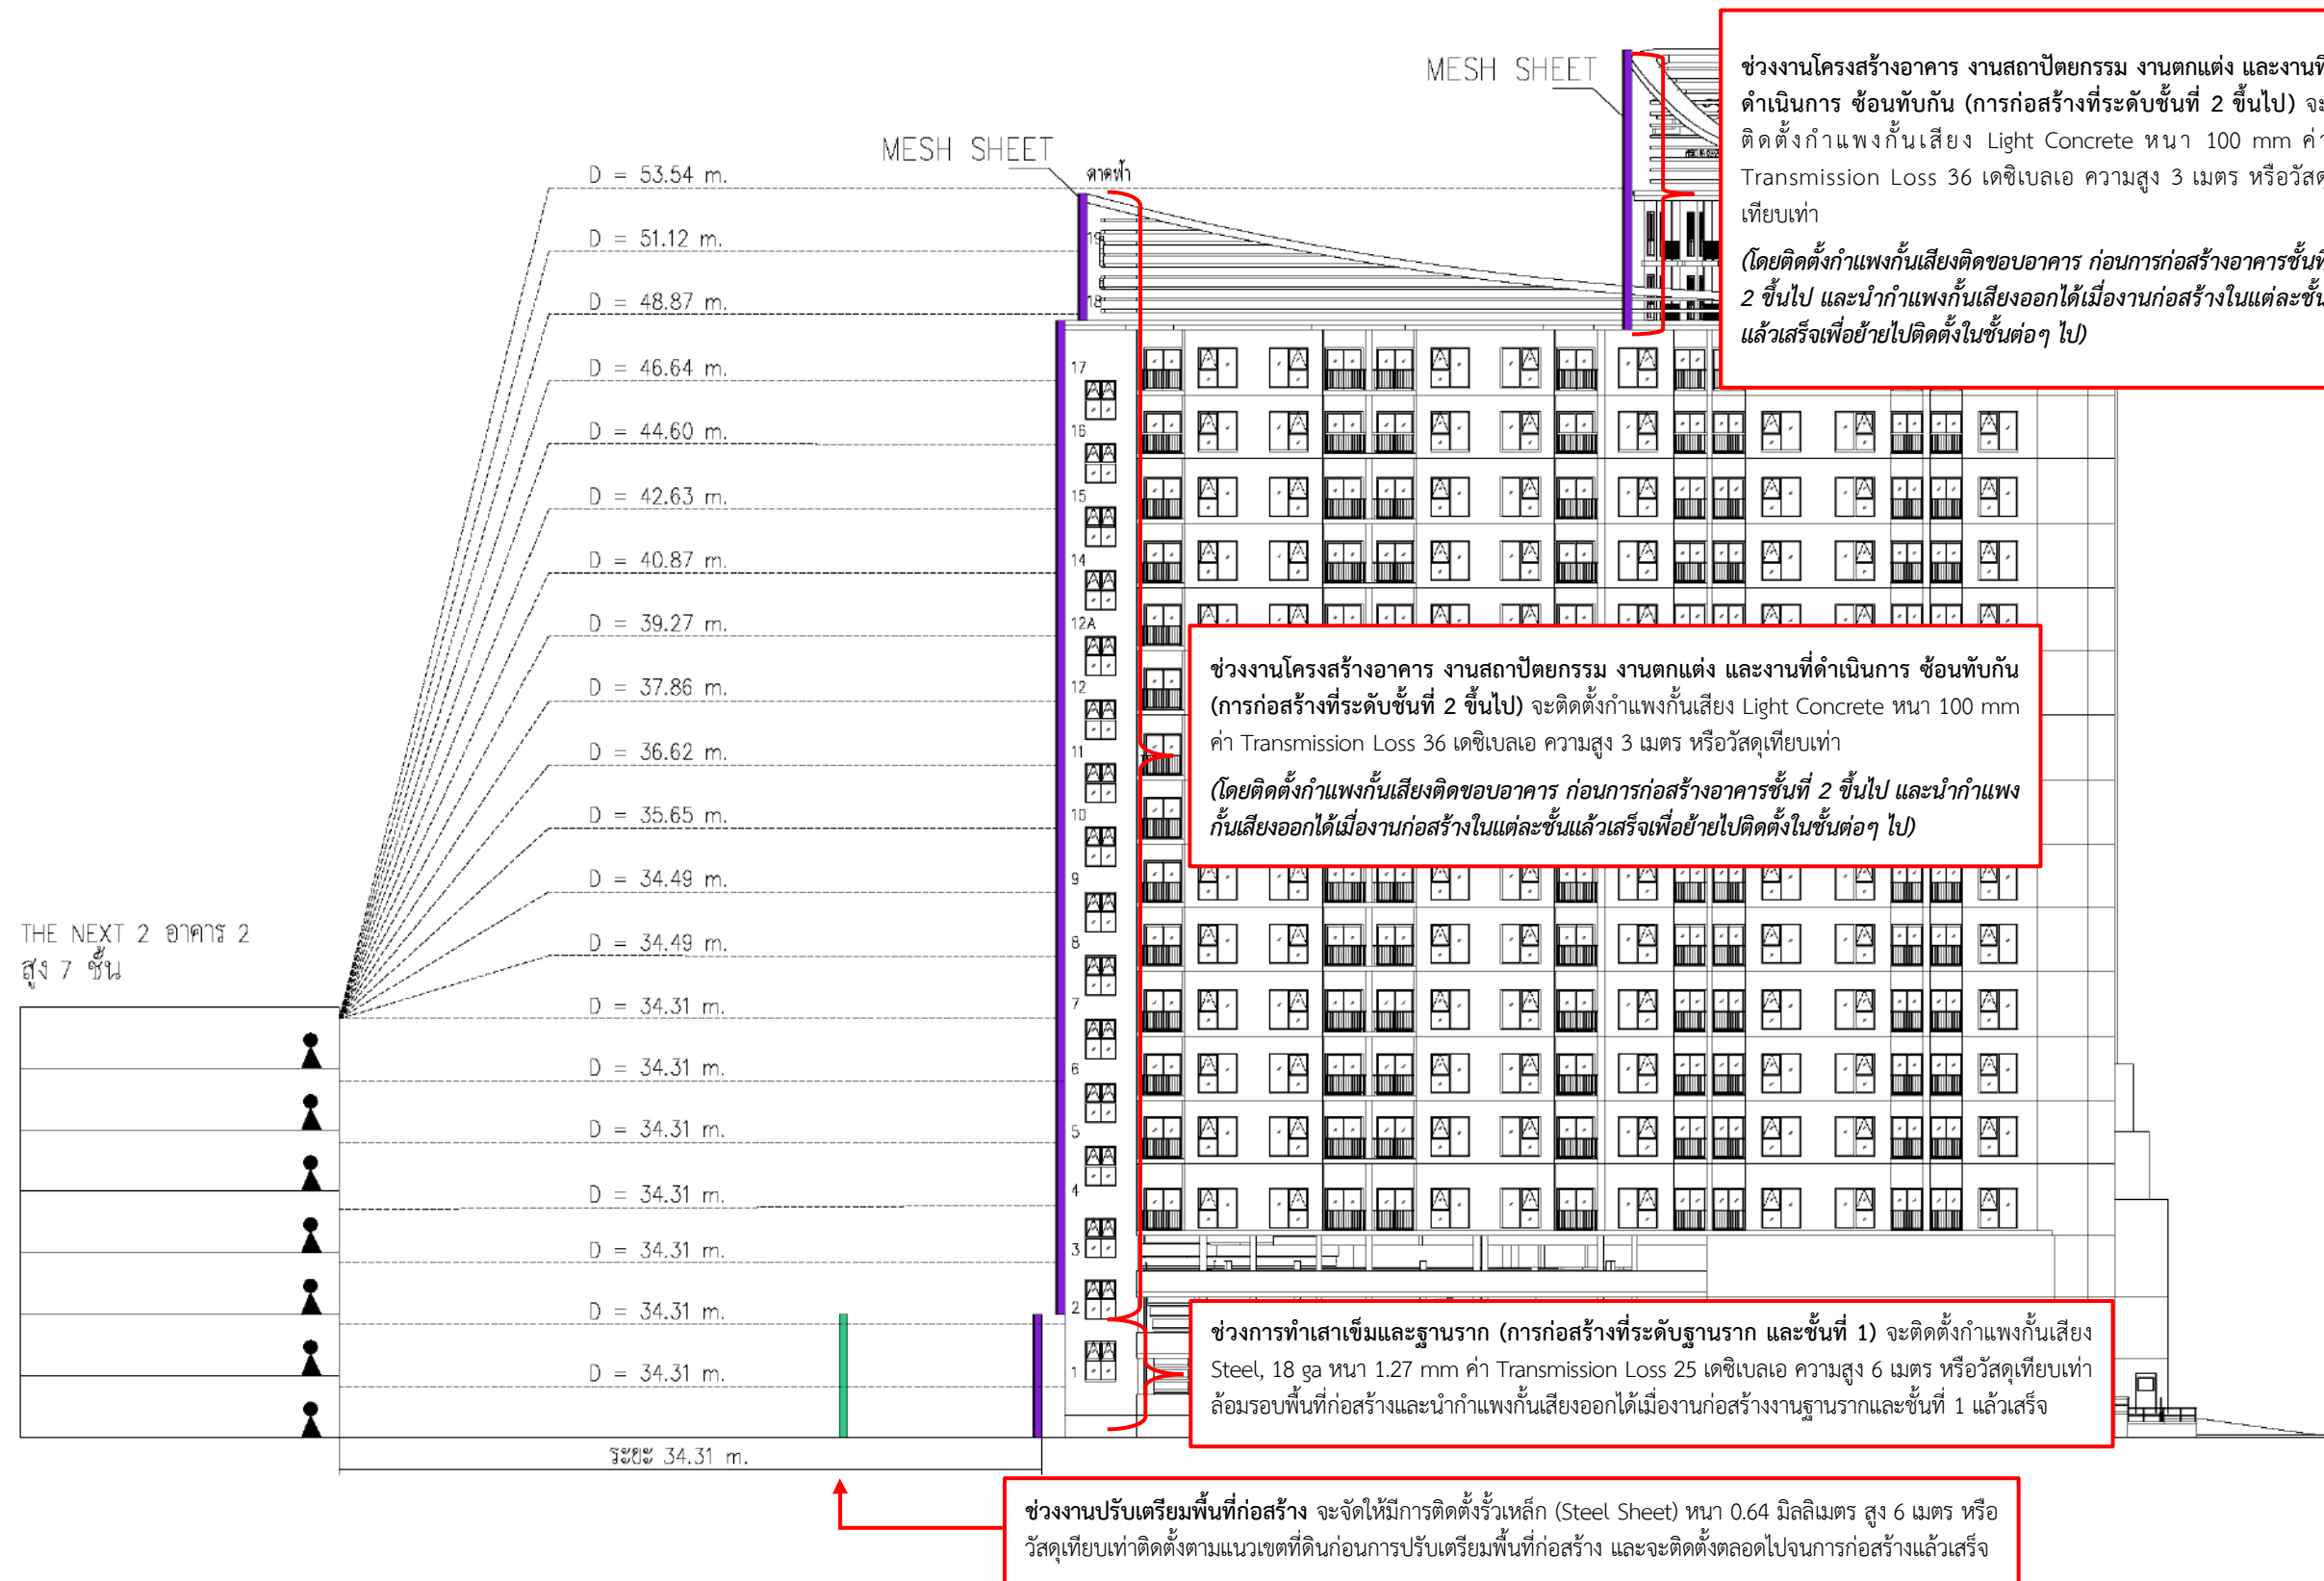 MESH SHEET
ช่วงงานโครงสร้างอาคาร งานสถาปัตยกรรม งานตกแต่ง และงานที่
ดำเนินการ ซ้อนทับกัน (การก่อสร้างที่ระดับชั้นที่ 2 ขึ้นไป) จะ
ติดตั้งกำแพงกั้นเสียง Light Concrete หนา 100 mm ค่า
Transmission Loss 36 เดซิเบลเอ ความสูง 3 เมตร หรือวัสดุ
เทียบเท่า
(โดยติดตั้งกำแพงกั้นเสียงติดขอบอาคาร ก่อนการก่อสร้างอาคารชั้นที่
2 ขึ้นไป และนำกำแพงกั้นเสียงออกได้เมื่องานก่อสร้างในแต่ละชั้น
แล้วเสร็จเพื่อย้ายไปติดตั้งในชั้นต่อๆ ไป)
MESH SHEET
ดาดฟ้า
D = 53.54 m.
D = 51.12 m.
19
D = 48.87 m.
18
D = 46.64 m.
17
D = 44.60 m.
16
D = 42.63 m.
15
D = 40.87 m.
14
D = 39.27 m.
12A
D = 37.86 m.
12
D = 36.62 m.
11
D = 35.65 m.
10
D = 34.49 m.
9
D = 34.49 m.
8
D = 34.31 m.
7
D = 34.31 m.
6
D = 34.31 m.
5
D = 34.31 m.
4
D = 34.31 m.
3
D = 34.31 m.
2
D = 34.31 m.
1
ช่วงงานโครงสร้างอาคาร งานสถาปัตยกรรม งานตกแต่ง และงานที่ดำเนินการ ซ้อนทับกัน
(การก่อสร้างที่ระดับชั้นที่ 2 ขึ้นไป) จะติดตั้งกำแพงกั้นเสียง Light Concrete หนา 100 mm
ค่า Transmission Loss 36 เดซิเบลเอ ความสูง 3 เมตร หรือวัสดุเทียบเท่า
(โดยติดตั้งกำแพงกั้นเสียงติดขอบอาคาร ก่อนการก่อสร้างอาคารชั้นที่ 2 ขึ้นไป และนำกำแพง
กั้นเสียงออกได้เมื่องานก่อสร้างในแต่ละชั้นแล้วเสร็จเพื่อย้ายไปติดตั้งในชั้นต่อๆ ไป)
THE NEXT 2 อาคาร 2
สูง 7 ชั้น
ช่วงการทำเสาเข็มและฐานราก (การก่อสร้างที่ระดับฐานราก และชั้นที่ 1) จะติดตั้งกำแพงกั้นเสียง
Steel, 18 ga หนา 1.27 mm ค่า Transmission Loss 25 เดซิเบลเอ ความสูง 6 เมตร หรือวัสดุเทียบเท่า
ล้อมรอบพื้นที่ก่อสร้างและนำกำแพงกั้นเสียงออกได้เมื่องานก่อสร้างงานฐานรากและชั้นที่ 1 แล้วเสร็จ
ระยะ 34.31 m.
ช่วงงานปรับเตรียมพื้นที่ก่อสร้าง จะจัดให้มีการติดตั้งรั้วเหล็ก (Steel Sheet) หนา 0.64 มิลลิเมตร สูง 6 เมตร หรือ
วัสดุเทียบเท่าติดตั้งตามแนวเขตที่ดินก่อนการปรับเตรียมพื้นที่ก่อสร้าง และจะติดตั้งตลอดไปจนการก่อสร้างแล้วเสร็จ